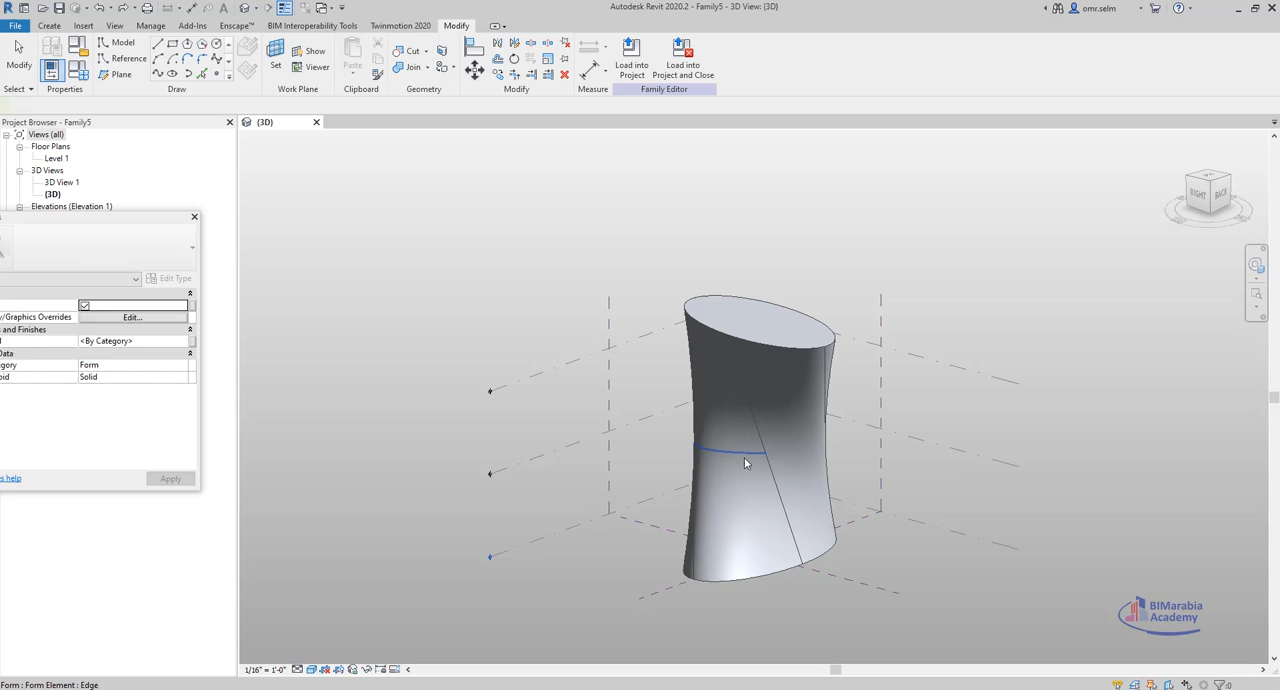 Autodesk Revit 2020.2 - Family5 - 3D View: {3D}
omr.selm
File Create Insert View Manage Add-Ins Enscape™ BIM Interoperability Tools Twinmotion 2020 Modify
Modify
Model
Reference
Plane
Set
Show
Viewer
Paste
Cut
Join
Load into Project
Load into Project and Close
Select Properties Draw Work Plane Clipboard Geometry Modify Measure Family Editor
Project Browser - Family5
{3D}
Views (all)
Floor Plans
Level 1
3D Views
3D View 1
{3D}
Elevations (Elevation 1)
Edit Type
y/Graphics Overrides Edit...
s and Finishes
l <By Category>
Data
egory Form
oid Solid
s help
Apply
RIGHT BACK
BIMarabia
Academy
1/16" = 1'-0"
Form : Form Element : Edge
:0